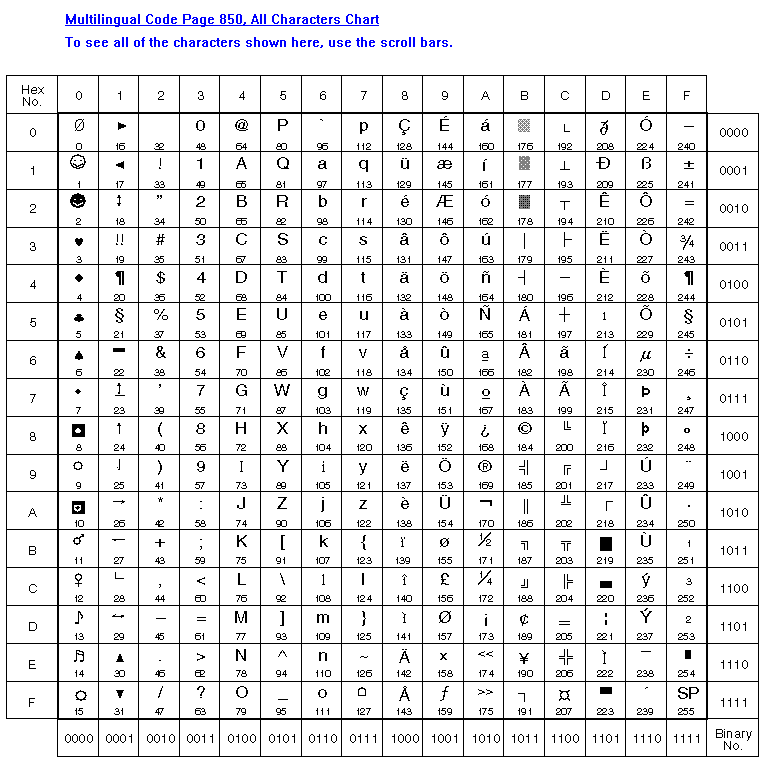 Multilingual Code Page 850, All Characters Chart
To see all of the characters shown here, use the scroll bars.
Hex No. 0 1 2 3 4 5 6 7 8 9 A B C D E F
0 Ø ► 0 @ P ` p Ç É á ░ └ ð Ó – 0000
0 16 32 48 64 80 96 112 128 144 160 176 192 208 224 240
1 ☺ ◄ ! 1 A Q a q ü æ í ▒ ┴ Ð ß ± 0001
1 17 33 49 65 81 97 113 129 145 161 177 193 209 225 241
2 ☻ ↕ " 2 B R b r é Æ ó ▓ ┬ Ê Ô = 0010
2 18 34 50 66 82 98 114 130 146 162 178 194 210 226 242
3 ♥ !! # 3 C S c s â ô ú │ ├ Ë Ò ¾ 0011
3 19 35 51 67 83 99 115 131 147 163 179 195 211 227 243
4 ♦ ¶ $ 4 D T d t ä ö ñ ┤ ─ È õ ¶ 0100
4 20 36 52 68 84 100 116 132 148 164 180 196 212 228 244
5 ♣ § % 5 E U e u à ò Ñ Á ┼ ı Õ § 0101
5 21 37 53 69 85 101 117 133 149 165 181 197 213 229 245
6 ♠ ▬ & 6 F V f v å û ª Â ã Í µ ÷ 0110
6 22 38 54 70 86 102 118 134 150 166 182 198 214 230 246
7 • ↨ ' 7 G W g w ç ù º À Ã Î Þ ¸ 0111
7 23 39 55 71 87 103 119 135 151 167 183 199 215 231 247
8 ◘ ↑ ( 8 H X h x ê ÿ ¿ © ╚ Ï þ ° 1000
8 24 40 56 72 88 104 120 136 152 168 184 200 216 232 248
9 ○ ┘ ) 9 I Y i y ë Ö ® ╣ ╔ ┘ Ú ¨ 1001
9 25 41 57 73 89 105 121 137 153 169 185 201 217 233 249
A ◙ → * : J Z j z è Ü ¬ ║ ╩ ┌ Û · 1010
10 26 42 58 74 90 106 122 138 154 170 186 202 218 234 250
B ♂ ← + ; K [ k { ï ø ½ ╗ ╦ █ Ù ¹ 1011
11 27 43 59 75 91 107 123 139 155 171 187 203 219 235 251
C ♀ ∟ , < L \ l | î £ ¼ ╝ ╠ ▄ ý ³ 1100
12 28 44 60 76 92 108 124 140 156 172 188 204 220 236 252
D ♪ ↔ – = M ] m } ì Ø ¡ ¢ ═ ¦ Ý ² 1101
13 29 45 61 77 93 109 125 141 157 173 189 205 221 237 253
E ♬ ▲ . > N ^ n ~ Ä × << ¥ ╬ Ì ¯ ■ 1110
14 30 46 62 78 94 110 126 142 158 174 190 206 222 238 254
F ☼ ▼ / ? O _ o ⌂ Å ƒ >> ┐ ¤ ▀ ´ SP 1111
15 31 47 63 79 95 111 127 143 159 175 191 207 223 239 255
0000 0001 0010 0011 0100 0101 0110 0111 1000 1001 1010 1011 1100 1101 1110 1111 Binary No.